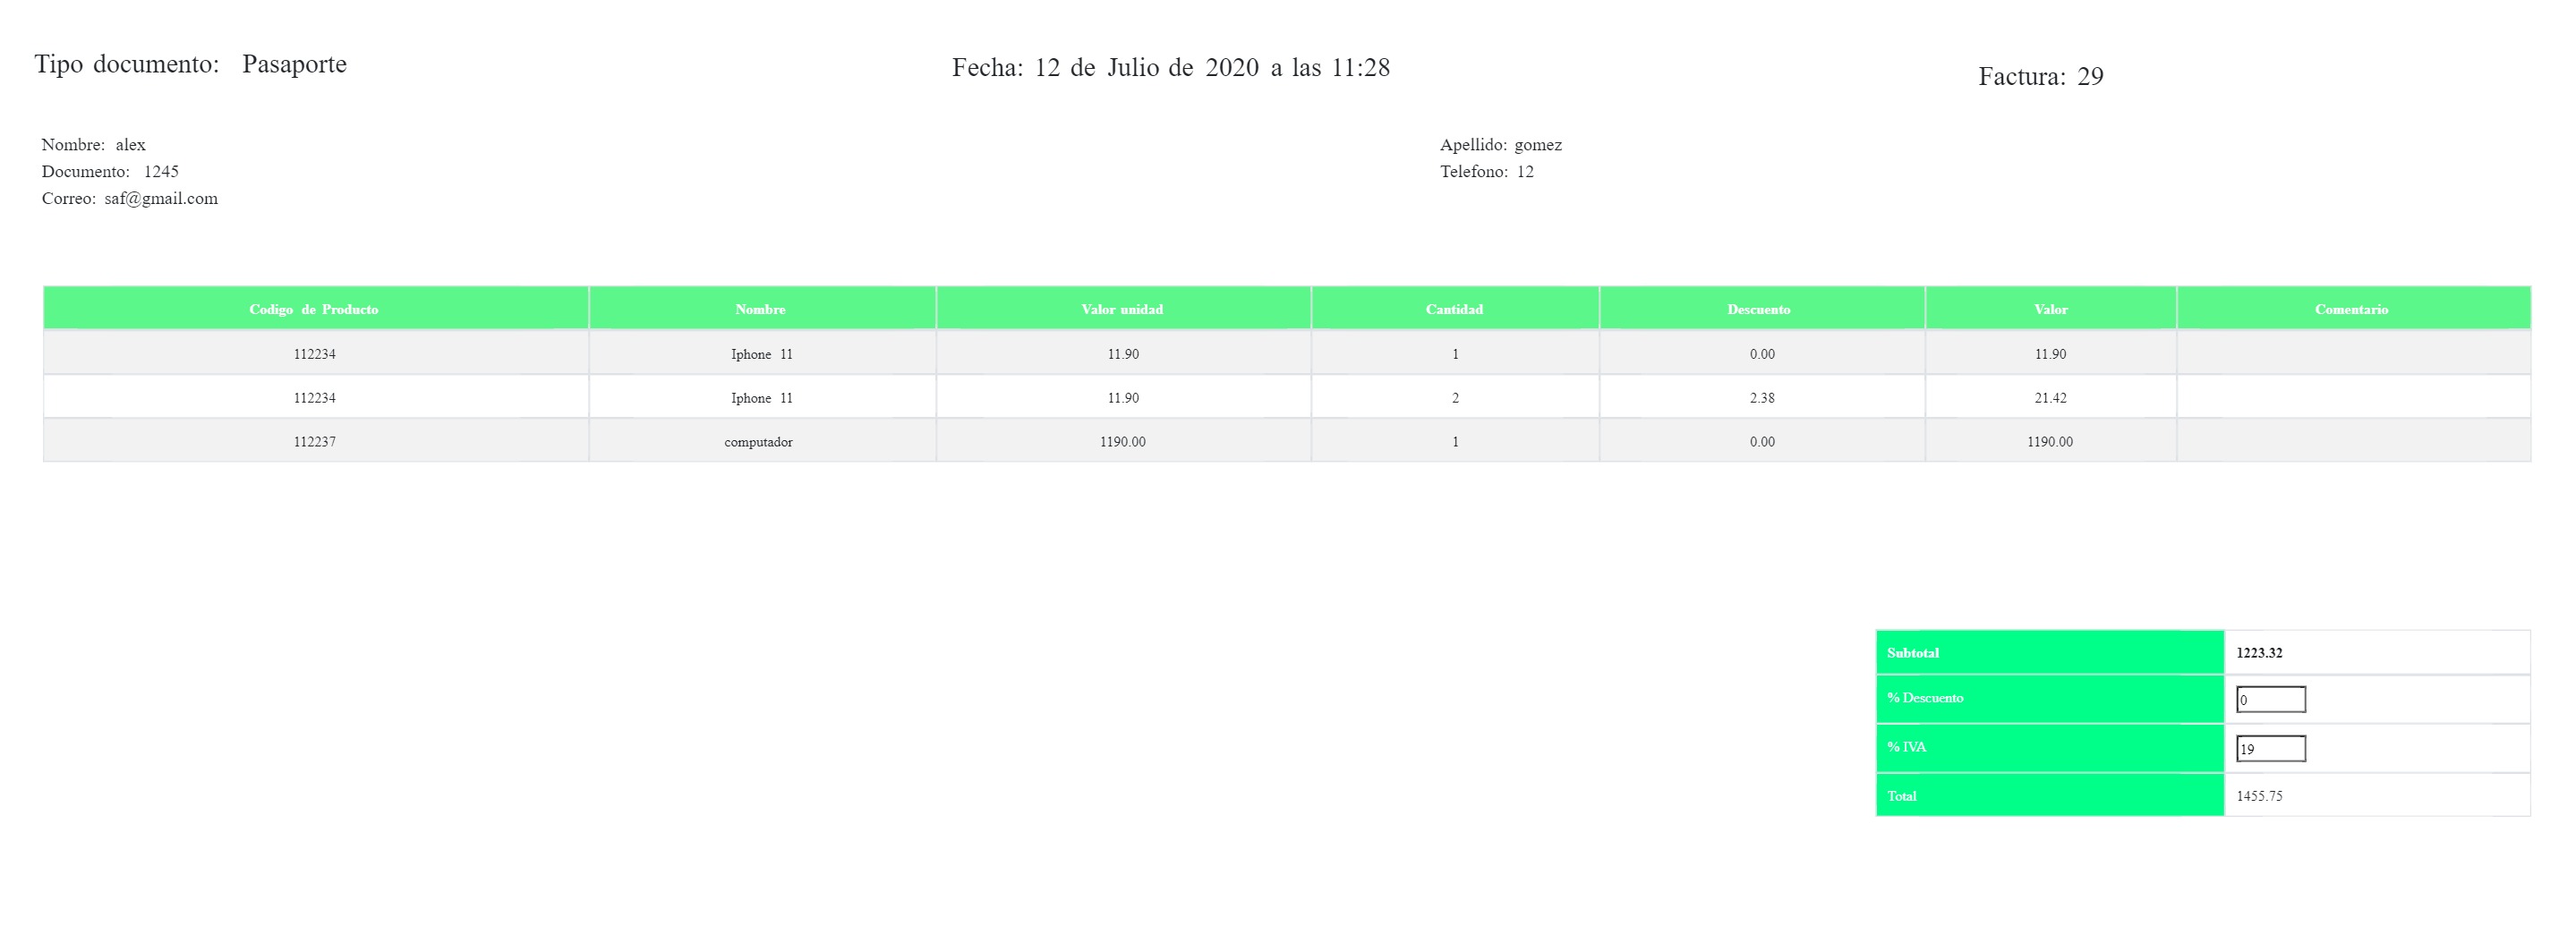 Tipo documento: Pasaporte
Fecha: 12 de Julio de 2020 a las 11:28
Factura: 29
Nombre: alex
Apellido: gomez
Documento: 1245
Telefono: 12
Correo: saf@gmail.com
Codigo de Producto Nombre Valor unidad Cantidad Descuento Valor Comentario
112234 Iphone 11 11.90 1 0.00 11.90
112234 Iphone 11 11.90 2 2.38 21.42
112237 computador 1190.00 1 0.00 1190.00
Subtotal 1223.32
% Descuento 0
% IVA 19
Total 1455.75